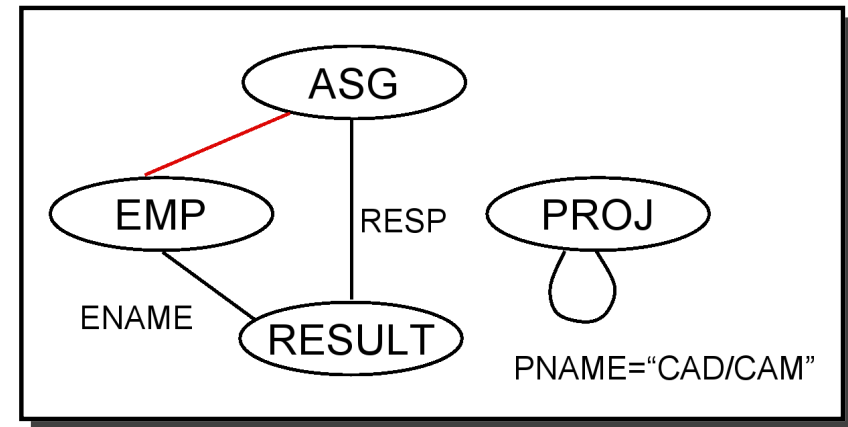 ASG
EMP
RESP
PROJ
ENAME
RESULT
PNAME=“CAD/CAM”